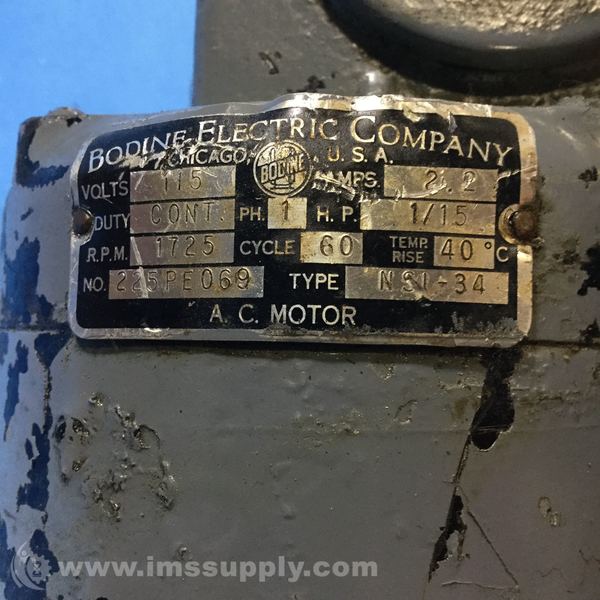 BODINE ELECTRIC COMPANY
CHICAGO, BODINE U.S.A.
VOLTS 115 AMPS. 2.2
DUTY CONT. PH. 1 H.P. 1/15
R.P.M. 1725 CYCLE 60 TEMP. RISE 40°C
NO. 225PE069 TYPE NSI-34
A.C. MOTOR
www.imssupply.com